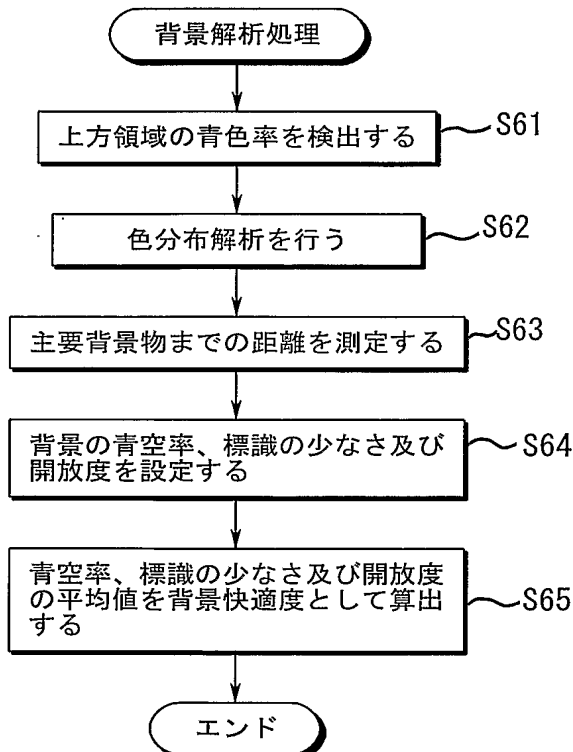 背景解析処理
上方領域の青色率を検出する
S61
色分布解析を行う
S62
主要背景物までの距離を測定する
S63
背景の青空率、標識の少なさ及び
開放度を設定する
S64
青空率、標識の少なさ及び開放度
の平均値を背景快適度として算出
する
S65
エンド